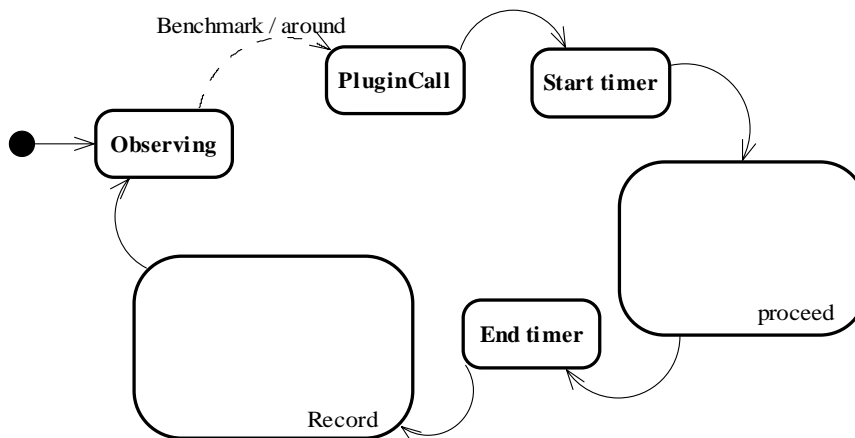 Benchmark / around
PluginCall
Start timer
Observing
proceed
End timer
Record